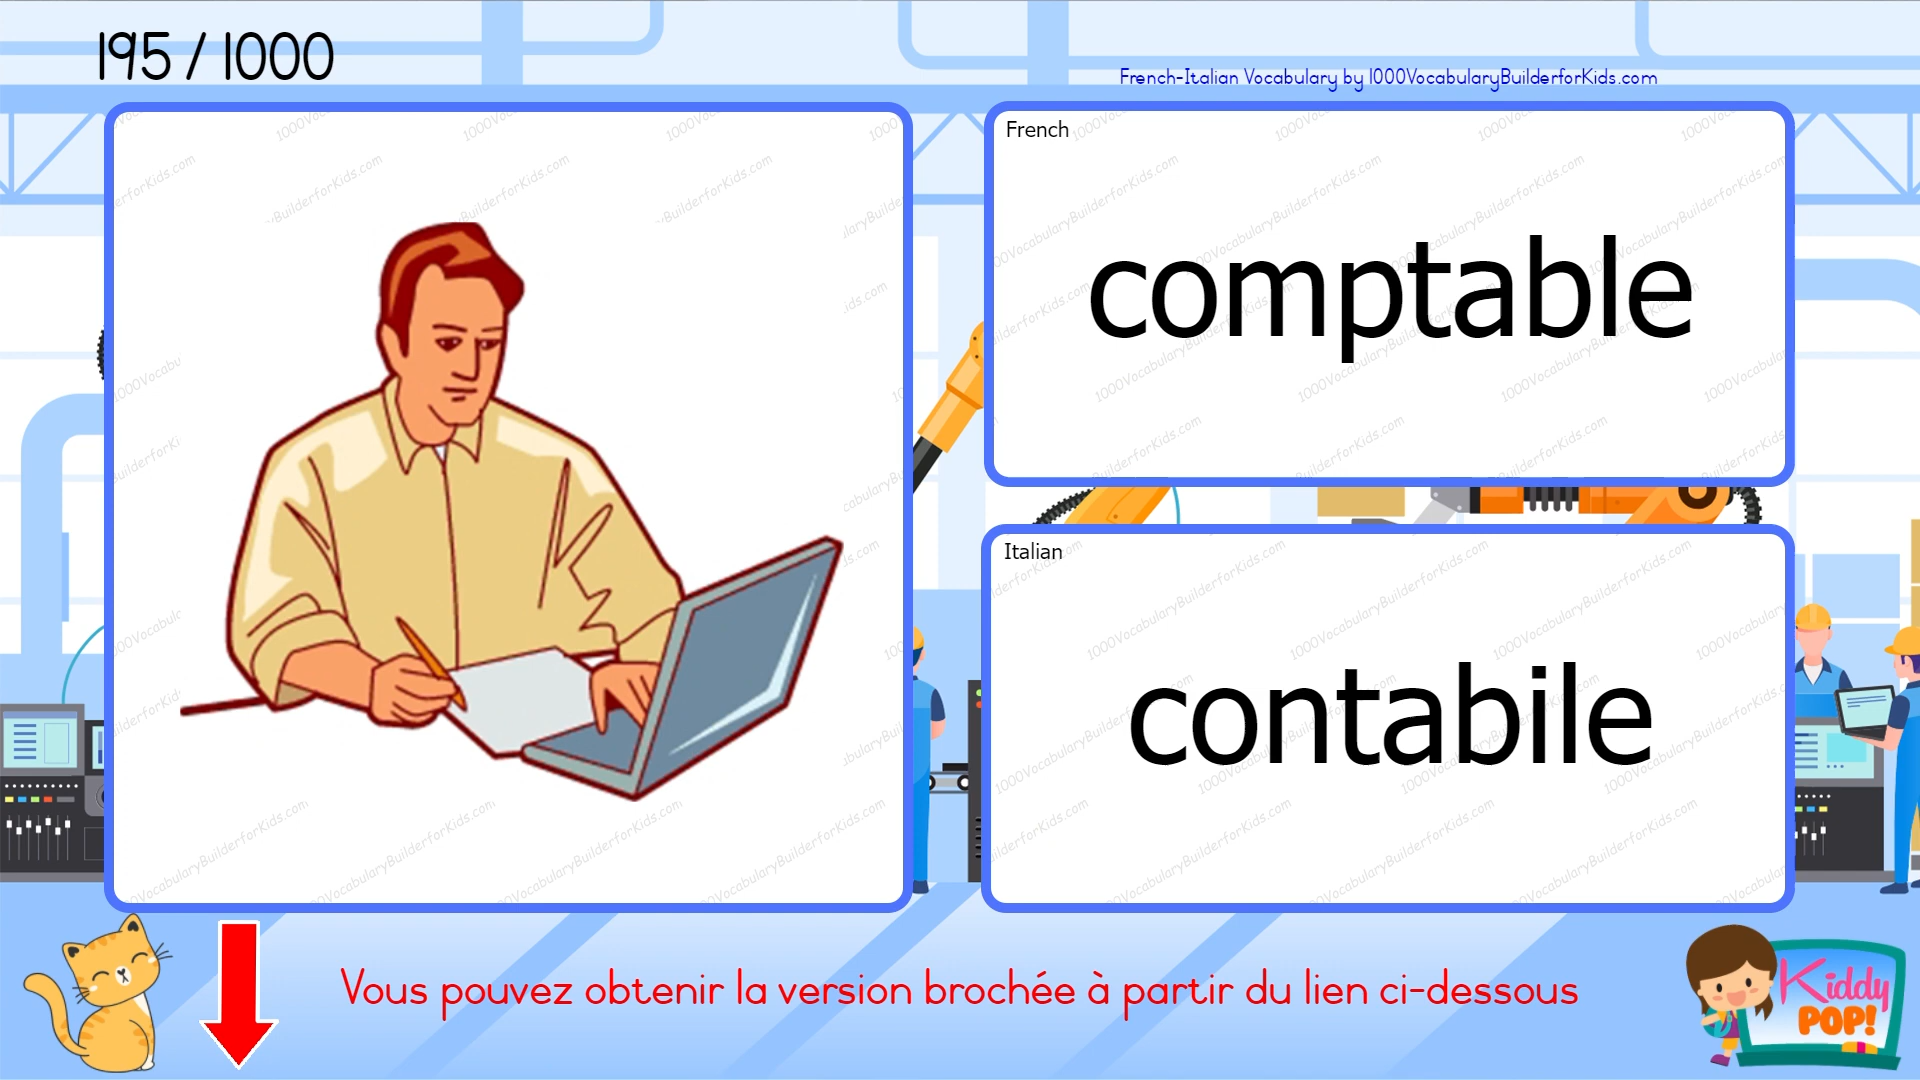 195 / 1000
French-Italian Vocabulary by 1000VocabularyBuilderforKids.com
French
comptable
Italian
contabile
Vous pouvez obtenir la version brochée à partir du lien ci-dessous
Kiddy
POP!